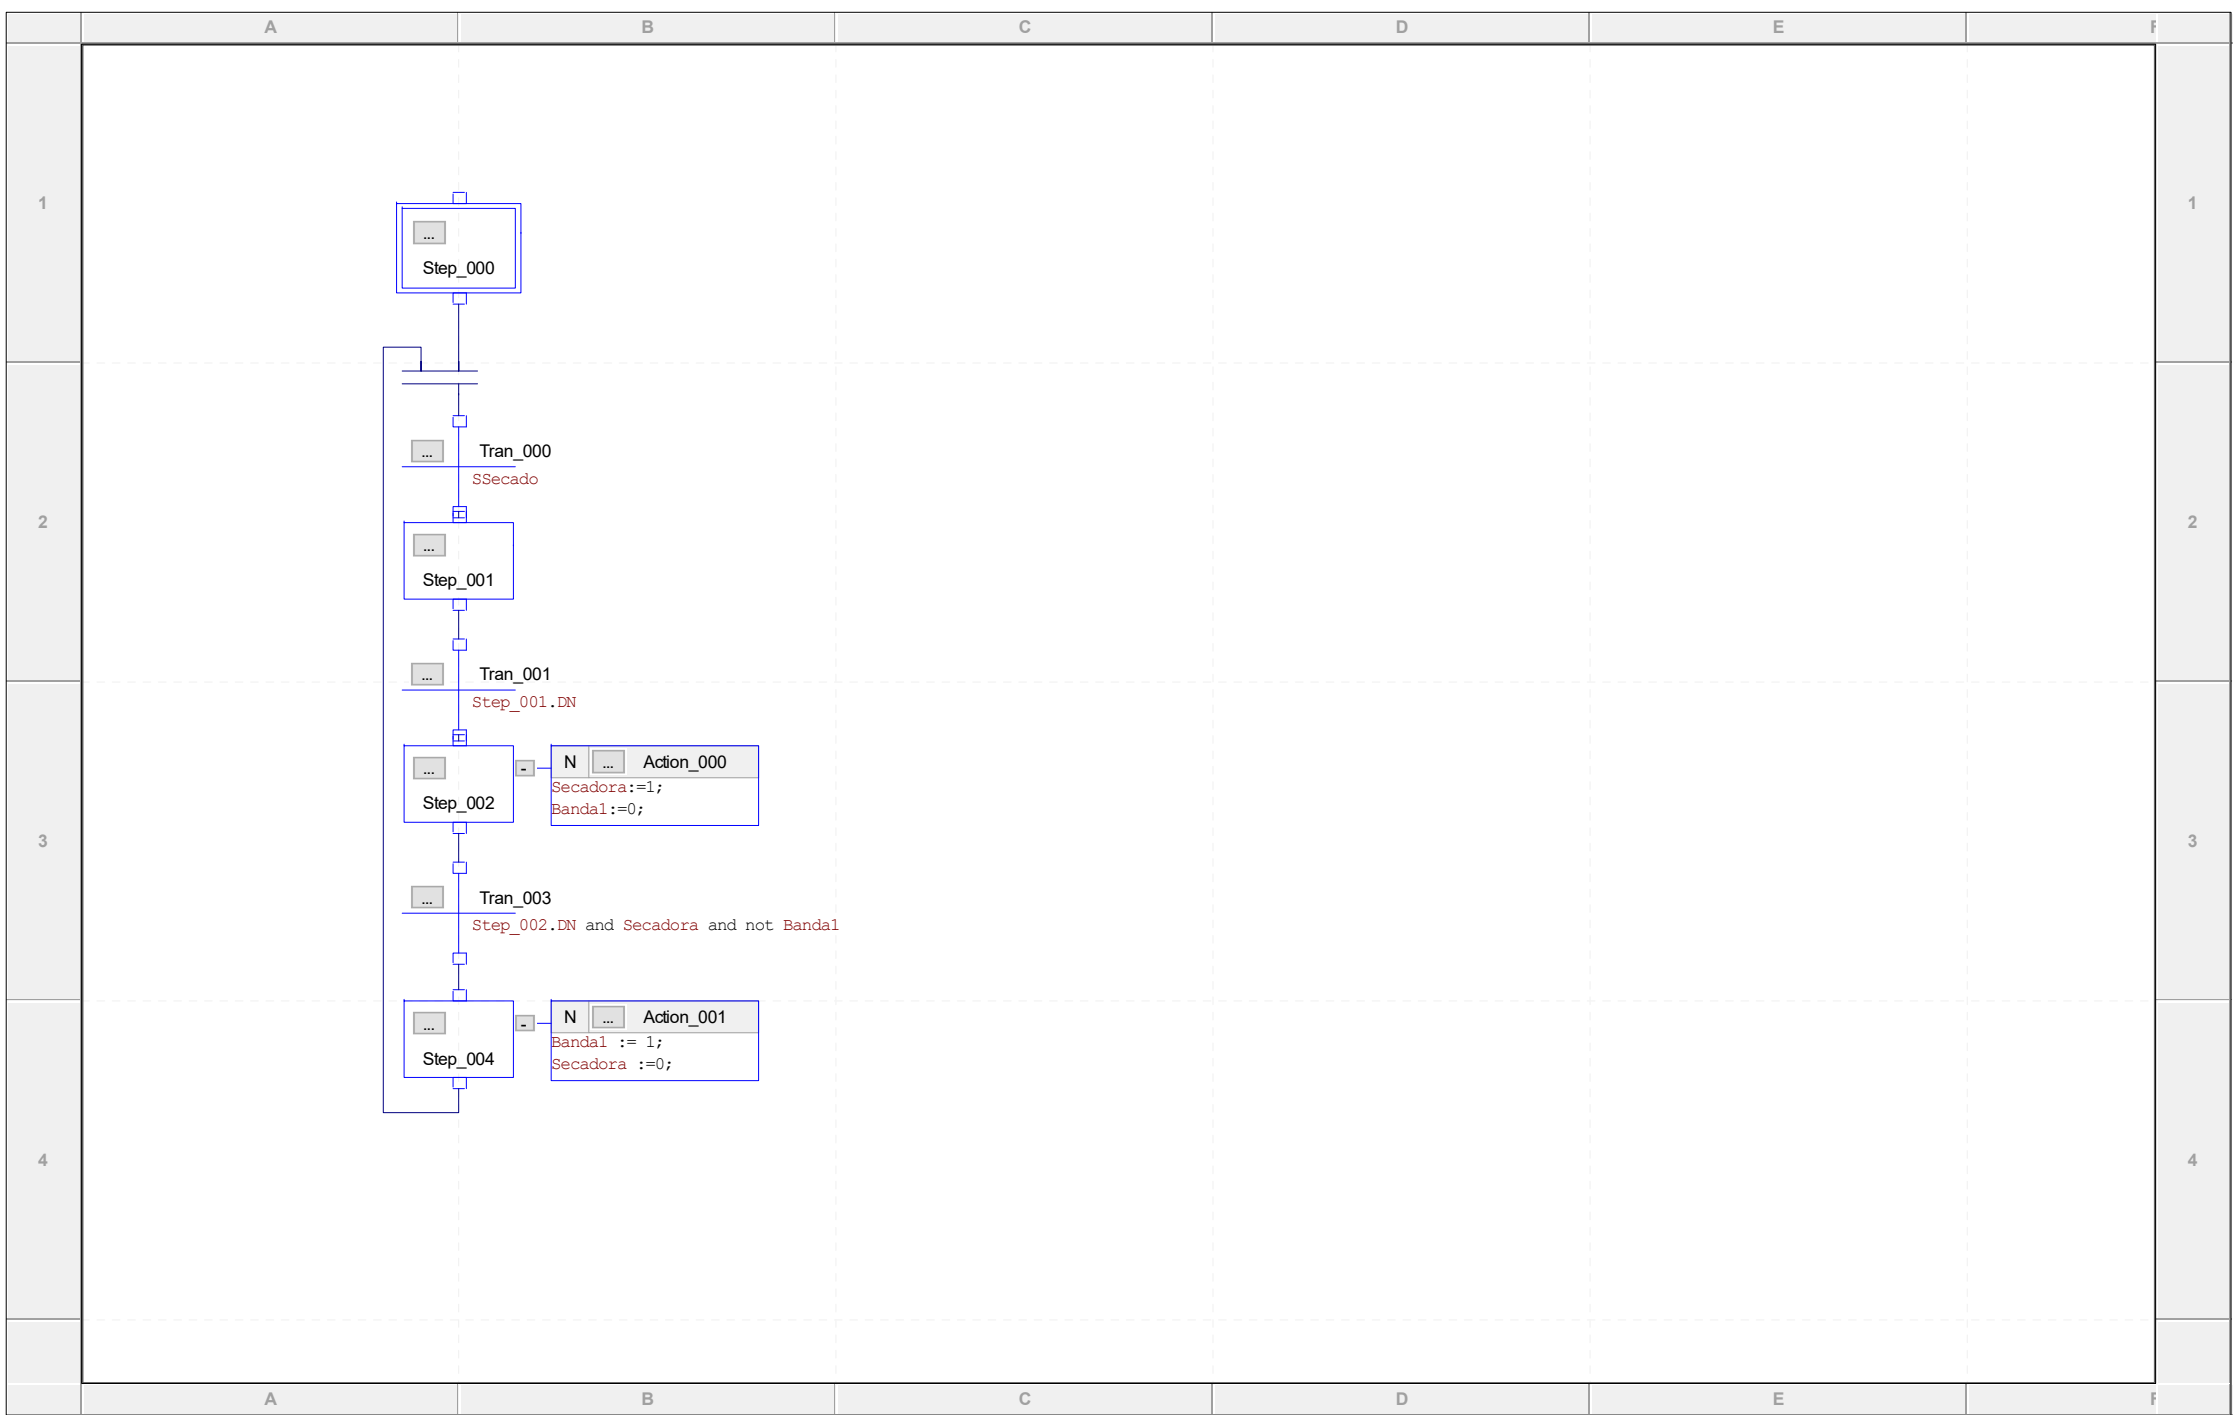 A B C D E F
1 1
...
Step_000
... Tran_000
SSecado
2 2
...
Step_001
... Tran_001
Step_001.DN
... - N ... Action_000
Secadora:=1;
Step_002
Banda1:=0;
3 3
... Tran_003
Step_002.DN and Secadora and not Banda1
... - N ... Action_001
Banda1 := 1;
Step_004
Secadora :=0;
4 4
A B C D E F